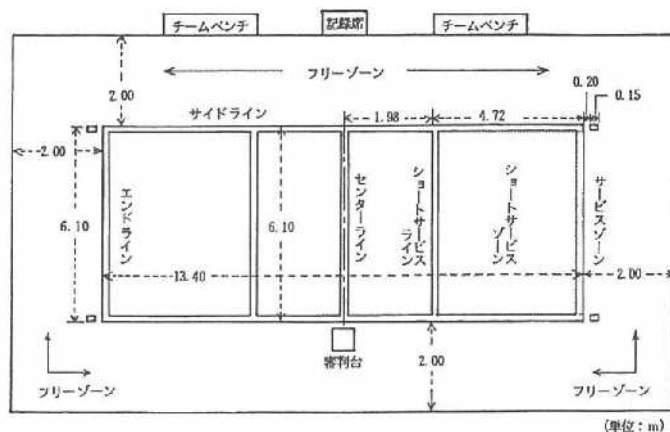 チームベンチ
記録席
チームベンチ
フリーゾーン
2.00
サイドライン
1.98
4.72
0.20
0.15
2.00
6.10
エンドライン
6.10
センターライン
ショートサービス
ライン
ショートサービス
ゾーン
サービスゾーン
13.40
2.00
審判台
2.00
フリーゾーン
フリーゾーン
(単位：m)